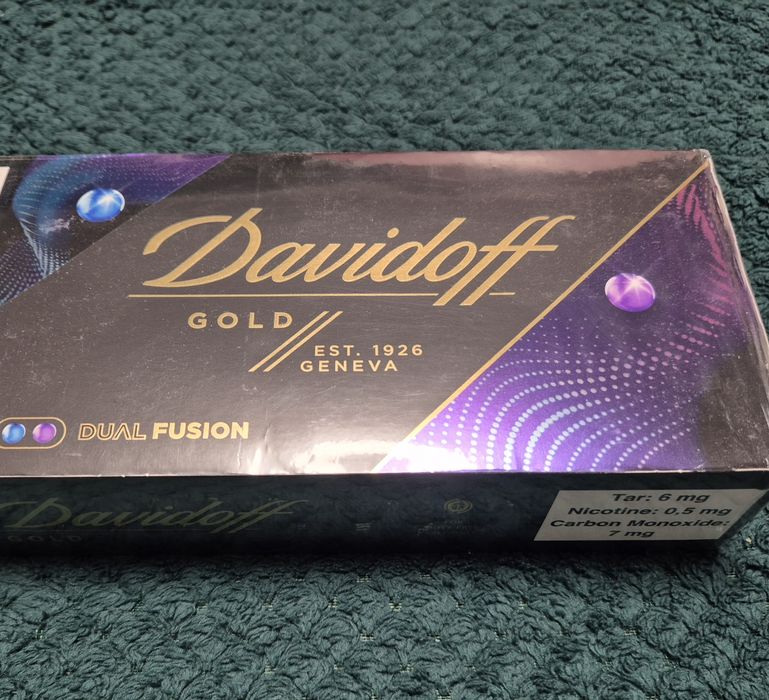 Davidoff
GOLD
EST. 1926
GENEVA
DUAL FUSION
Davidoff
GOLD
Tar: 6 mg
Nicotine: 0,5 mg
Carbon Monoxide:
7 mg